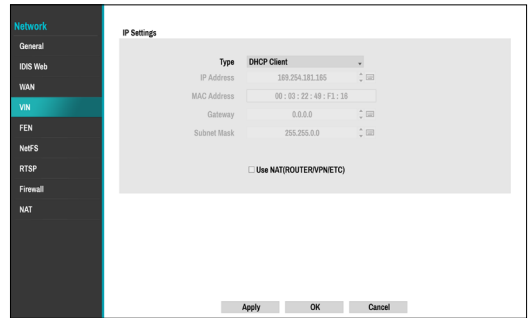 Network
General
IDIS Web
WAN
VIN
FEN
NetFS
RTSP
Firewall
NAT
IP Settings
Type DHCP Client
IP Address 169.254.181.165
MAC Address 00 : 03 : 22 : 49 : F1 : 16
Gateway 0.0.0.0
Subnet Mask 255.255.0.0
Use NAT(ROUTER/VPN/ETC)
Apply OK Cancel